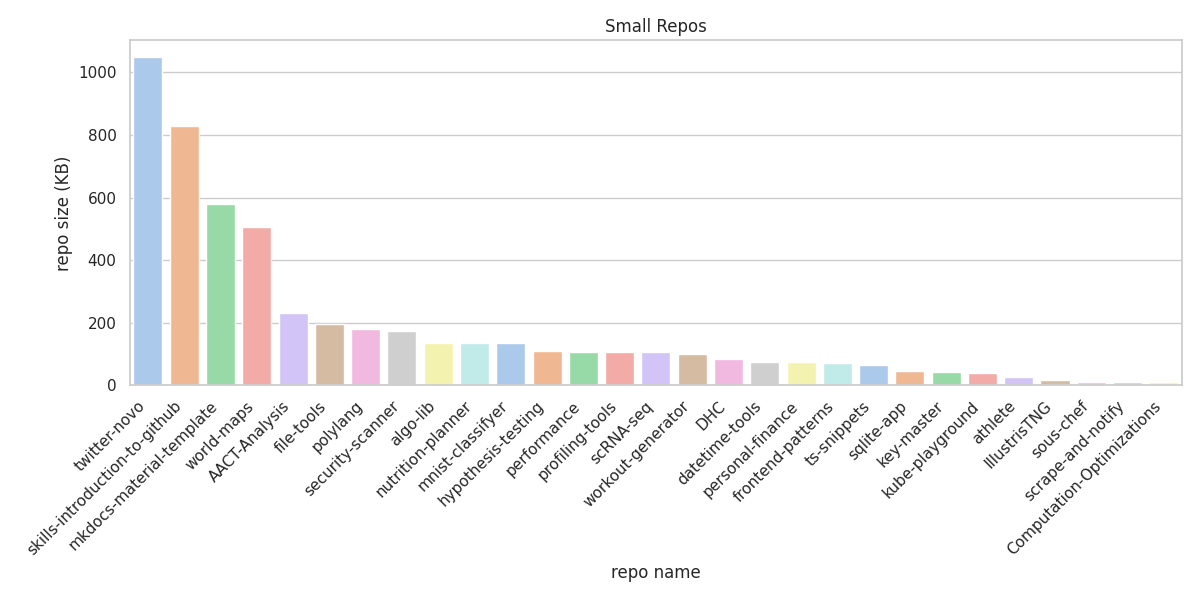 Small Repos
repo size (KB)
1000
800
600
400
200
0
twitter-novo
skills-introduction-to-github
mkdocs-material-template
world-maps
AACT-Analysis
file-tools
polylang
security-scanner
algo-lib
nutrition-planner
mnist-classifyer
hypothesis-testing
performance
profiling-tools
scRNA-seq
workout-generator
DHC
datetime-tools
personal-finance
frontend-patterns
ts-snippets
sqlite-app
key-master
kube-playground
athlete
IllustrisTNG
sous-chef
scrape-and-notify
Computation-Optimizations
repo name